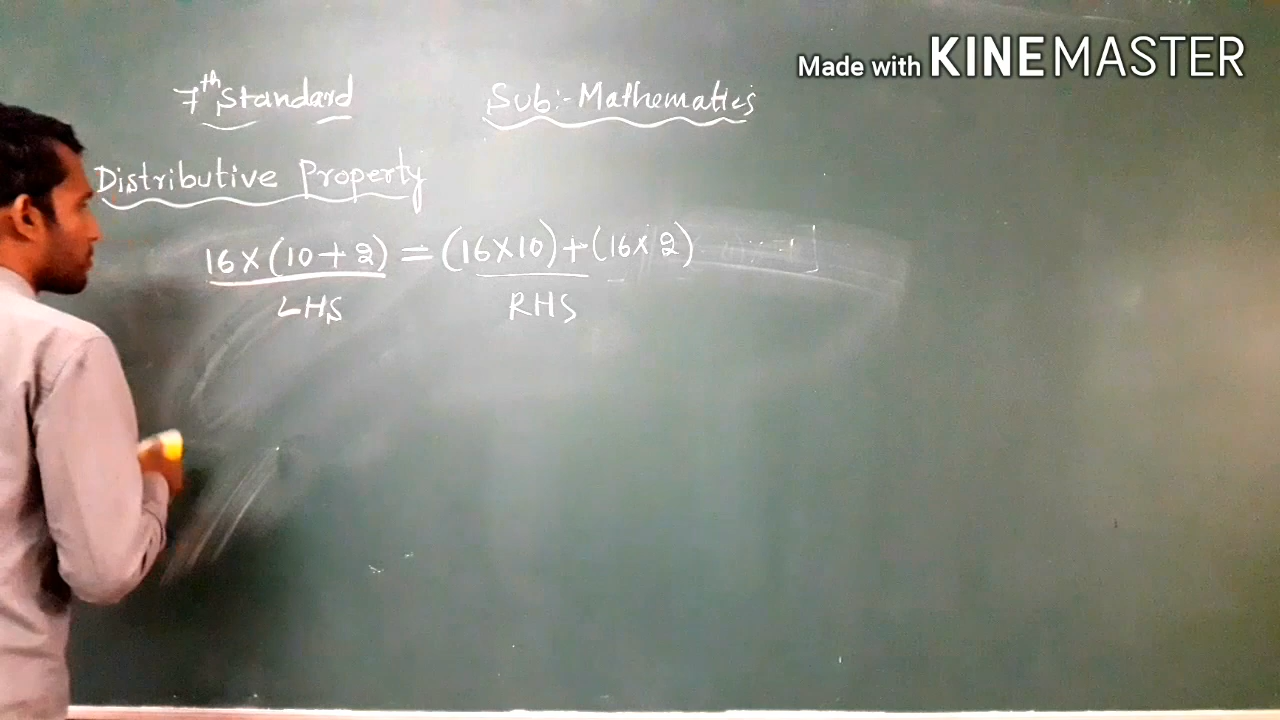 Made with KINEMASTER
7th Standard Sub:- Mathematics
Distributive Property
16 × (10 + 2) = (16 × 10) + (16 × 2)
LHS RHS